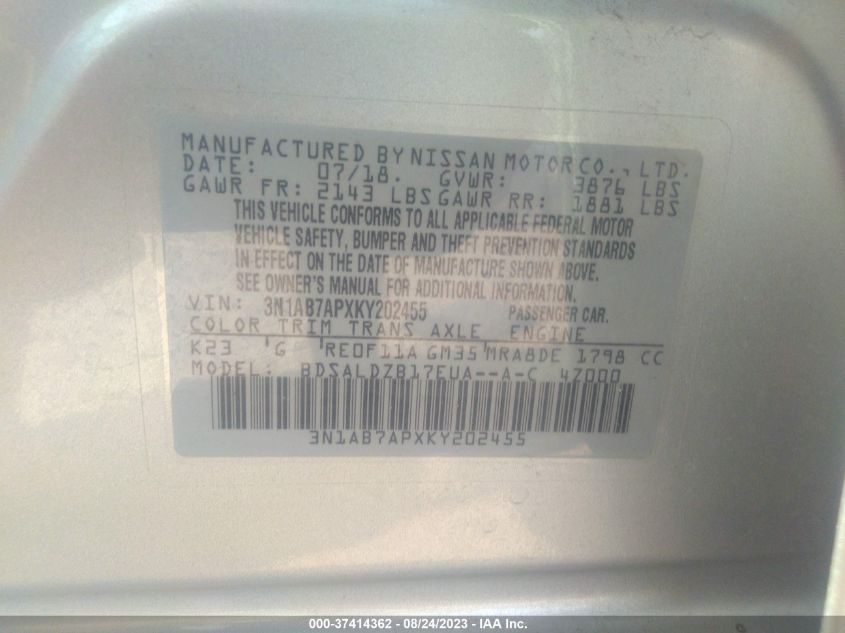 MANUFACTURED BY NISSAN MOTOR CO., LTD.
DATE: 07/18. GVWR: 3876 LBS
GAWR FR: 2143 LBS GAWR RR: 1881 LBS
THIS VEHICLE CONFORMS TO ALL APPLICABLE FEDERAL MOTOR
VEHICLE SAFETY, BUMPER AND THEFT PREVENTION STANDARDS
IN EFFECT ON THE DATE OF MANUFACTURE SHOWN ABOVE.
SEE OWNER'S MANUAL FOR ADDITIONAL INFORMATION.
VIN: 3N1AB7APXKY202455 PASSENGER CAR.
COLOR TRIM TRANS AXLE ENGINE
K23 'G 'RE0F11A GM35'MRA8DE 1798 CC
MODEL: BDSALDZB17EUA--A-C 47000
3N1AB7APXKY202455
000-37414362 - 08/24/2023 - IAA Inc.